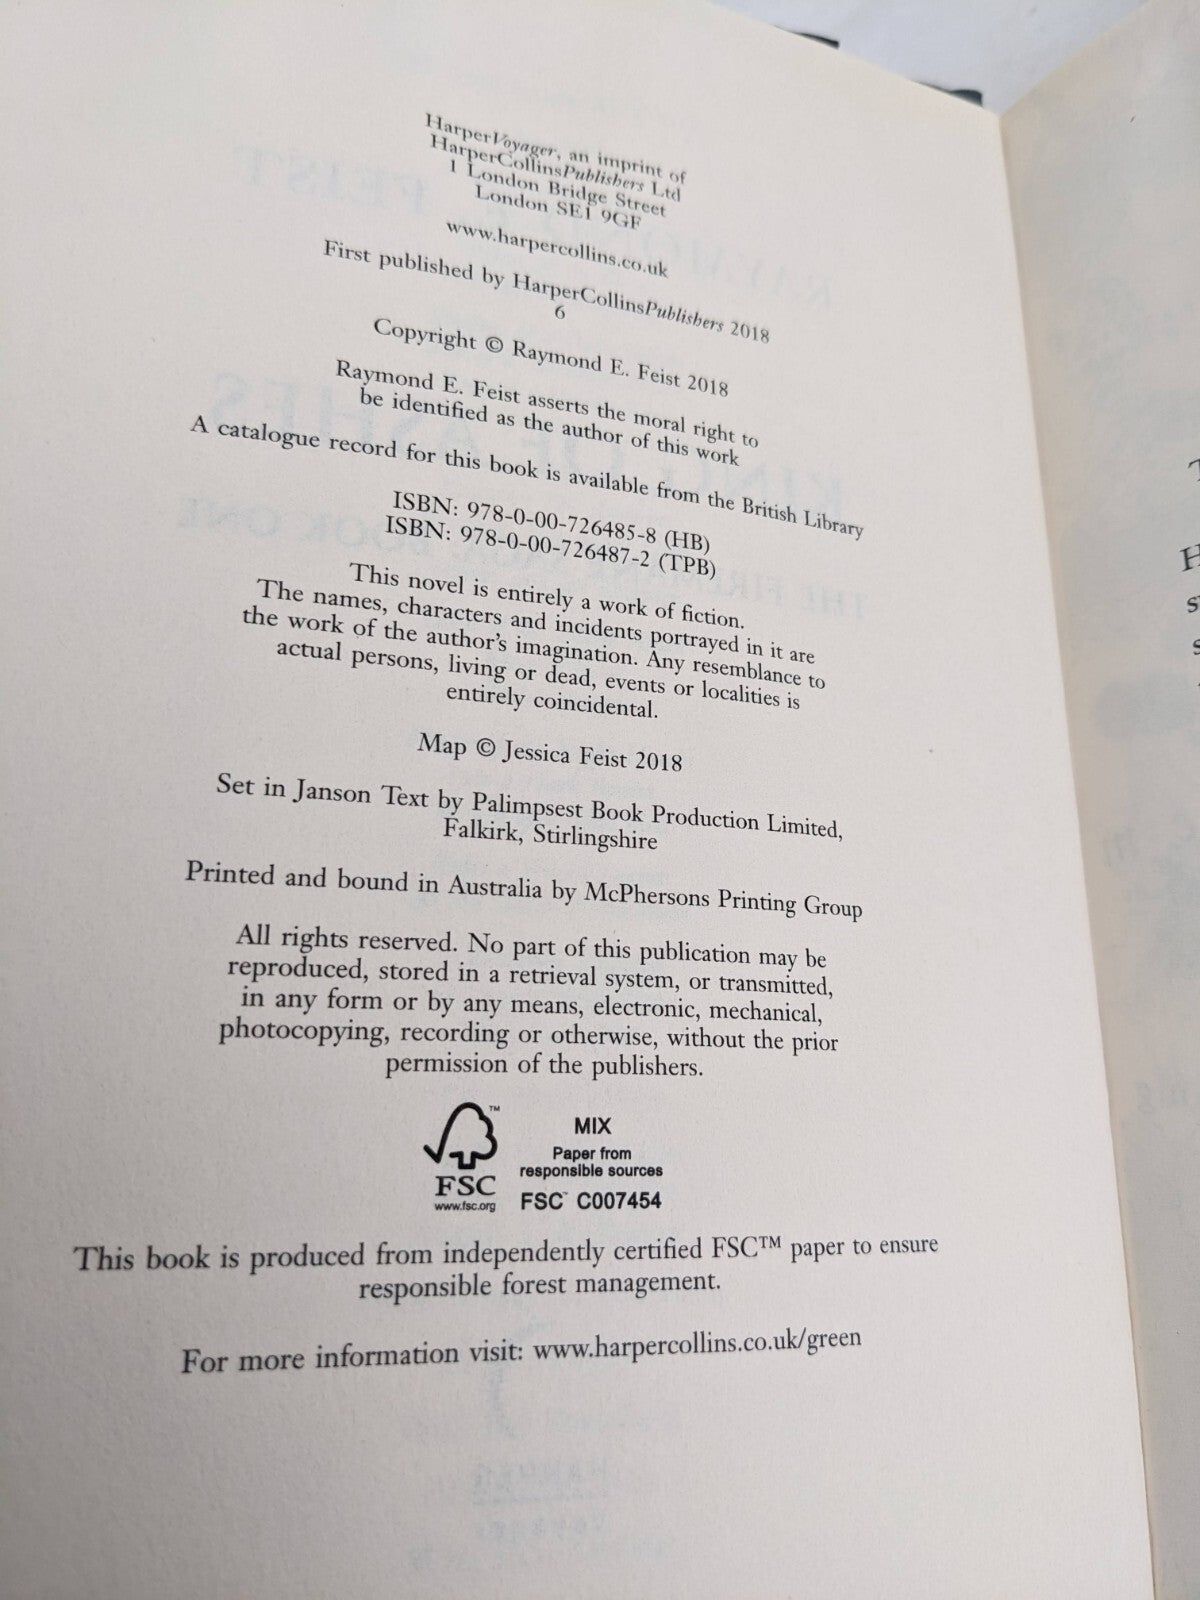 HarperVoyager, an imprint of
HarperCollinsPublishers Ltd
1 London Bridge Street
London SE1 9GF
www.harpercollins.co.uk
First published by HarperCollinsPublishers 2018
6
Copyright © Raymond E. Feist 2018
Raymond E. Feist asserts the moral right to
be identified as the author of this work
A catalogue record for this book is available from the British Library
ISBN: 978-0-00-726485-8 (HB)
ISBN: 978-0-00-726487-2 (TPB)
This novel is entirely a work of fiction.
The names, characters and incidents portrayed in it are
the work of the author's imagination. Any resemblance to
actual persons, living or dead, events or localities is
entirely coincidental.
Map © Jessica Feist 2018
Set in Janson Text by Palimpsest Book Production Limited,
Falkirk, Stirlingshire
Printed and bound in Australia by McPhersons Printing Group
All rights reserved. No part of this publication may be
reproduced, stored in a retrieval system, or transmitted,
in any form or by any means, electronic, mechanical,
photocopying, recording or otherwise, without the prior
permission of the publishers.
TM
FSC
www.fsc.org
MIX
Paper from
responsible sources
FSC™ C007454
This book is produced from independently certified FSC™ paper to ensure
responsible forest management.
For more information visit: www.harpercollins.co.uk/green